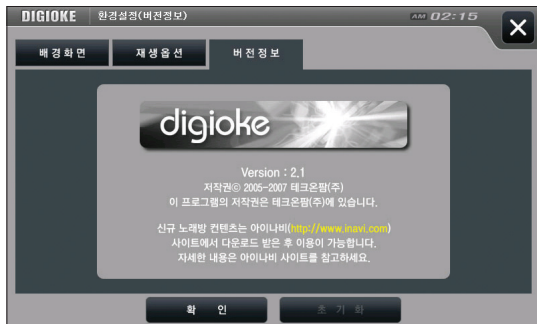 DIGIOKE 환경설정(버전정보) AM 02:15
배경화면 재생옵션 버전정보
digioke
Version : 2.1
저작권ⓒ 2005-2007 테크온팜(주)
이 프로그램의 저작권은 테크온팜(주)에 있습니다.
신규 노래방 컨텐츠는 아이나비(http://www.inavi.com)
사이트에서 다운로드 받은 후 이용이 가능합니다.
자세한 내용은 아이나비 사이트를 참고하세요.
확 인 초 기 화